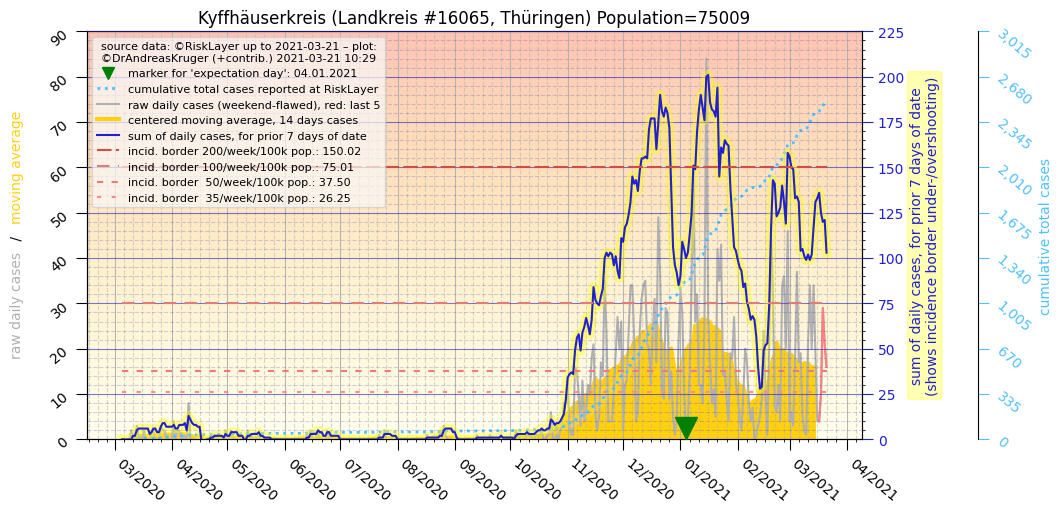 Kyffhäuserkreis (Landkreis #16065, Thüringen) Population=75009
source data: ©RiskLayer up to 2021-03-21 – plot:
©DrAndreasKruger (+contrib.) 2021-03-21 10:29
marker for 'expectation day': 04.01.2021
cumulative total cases reported at RiskLayer
raw daily cases (weekend-flawed), red: last 5
centered moving average, 14 days cases
sum of daily cases, for prior 7 days of date
incid. border 200/week/100k pop.: 150.02
incid. border 100/week/100k pop.: 75.01
incid. border  50/week/100k pop.: 37.50
incid. border  35/week/100k pop.: 26.25
raw daily cases / moving average
90
80
70
60
50
40
30
20
10
0
225
200
175
150
125
100
75
50
25
0
sum of daily cases, for prior 7 days of date
(shows incidence border under-/overshooting)
3,015
2,680
2,345
2,010
1,675
1,340
1,005
670
335
0
cumulative total cases
03/2020
04/2020
05/2020
06/2020
07/2020
08/2020
09/2020
10/2020
11/2020
12/2020
01/2021
02/2021
03/2021
04/2021